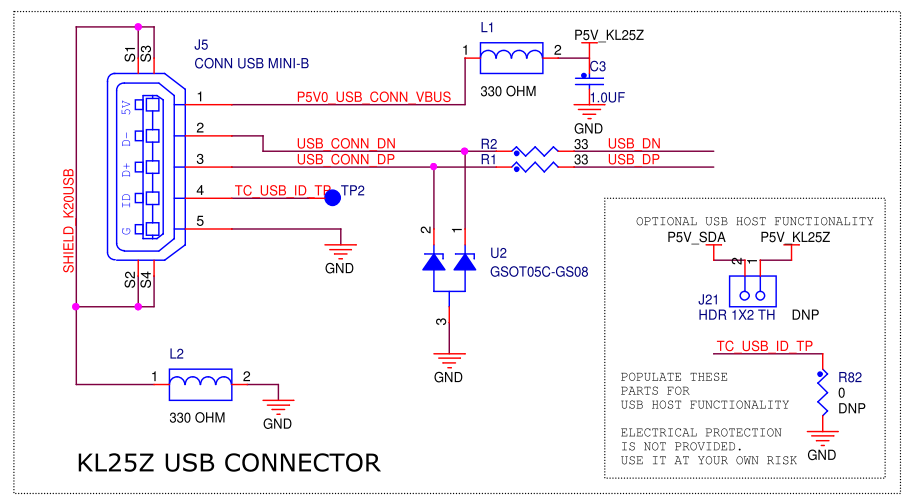 J5
CONN USB MINI-B
S1
S3
5V
D-
D+
ID
G
1
2
3
4
5
S2
S4
SHIELD_K20USB
P5V0_USB_CONN_VBUS
L1
1
2
330 OHM
P5V_KL25Z
C3
1.0UF
GND
USB_CONN_DN
R2
33
USB_DN
USB_CONN_DP
R1
33
USB_DP
TC_USB_ID_TP
TP2
GND
2
1
U2
GSOT05C-GS08
3
GND
L2
1
2
330 OHM
GND
KL25Z USB CONNECTOR
OPTIONAL USB HOST FUNCTIONALITY
P5V_SDA
P5V_KL25Z
2
1
J21
HDR 1X2 TH
DNP
TC_USB_ID_TP
R82
0
DNP
GND
POPULATE THESE
PARTS FOR
USB HOST FUNCTIONALITY
ELECTRICAL PROTECTION
IS NOT PROVIDED.
USE IT AT YOUR OWN RISK